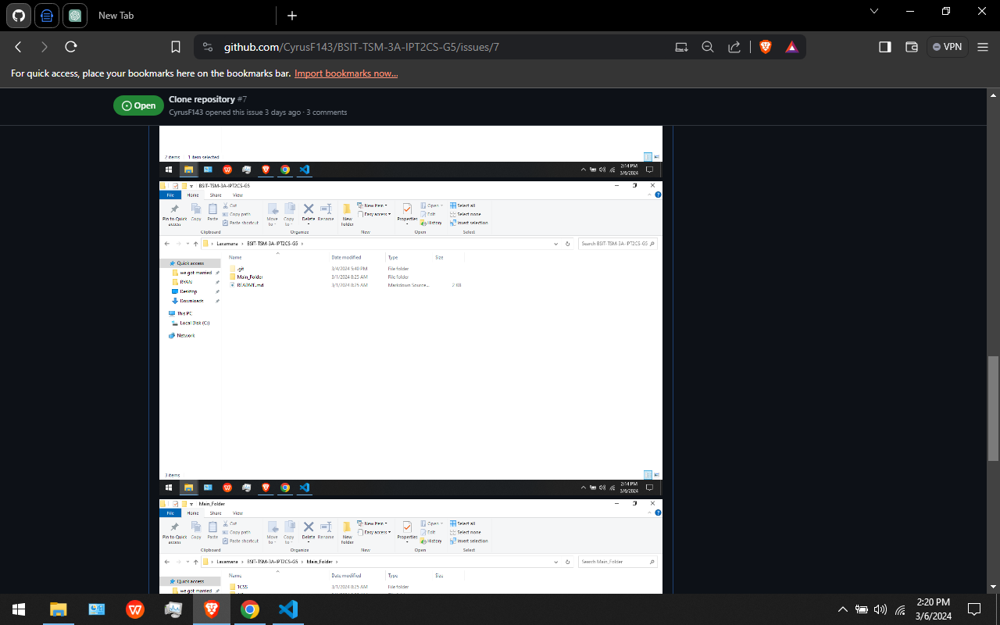 New Tab
github.com/CyrusF143/BSIT-TSM-3A-IPT2CS-G5/issues/7
VPN
For quick access, place your bookmarks here on the bookmarks bar. Import bookmarks now...
Open
Clone repository #7
CyrusF143 opened this issue 3 days ago · 3 comments
2 items 1 item selected
2:14 PM
3/6/2024
BSIT-TSM-3A-IPT2CS-G5
File Home Share View
Pin to Quick access
Copy
Paste
Cut
Copy path
Paste shortcut
Move to
Copy to
Delete
Rename
New folder
New item
Easy access
Properties
Open
Edit
History
Select all
Select none
Invert selection
Clipboard Organize New Open Select
Laxamana > BSIT-TSM-3A-IPT2CS-G5 >
Search BSIT-TSM-3A-IPT2CS-G5
Name Date modified Type Size
Quick access
we got married
RYAN
Desktop
Downloads
This PC
Local Disk (C:)
Network
.git 3/4/2024 5:40 PM File folder
Main_Folder 3/1/2024 8:25 AM File folder
README.md 3/1/2024 8:25 AM Markdown Source... 2 KB
3 items
2:14 PM
3/6/2024
Main_Folder
File Home Share View
Pin to Quick access
Copy
Paste
Cut
Copy path
Paste shortcut
Move to
Copy to
Delete
Rename
New folder
New item
Easy access
Properties
Open
Edit
History
Select all
Select none
Invert selection
Clipboard Organize New Open Select
Laxamana > BSIT-TSM-3A-IPT2CS-G5 > Main_Folder >
Search Main_Folder
Name Date modified Type Size
Quick access
we got married
1CSS 3/1/2024 8:25 AM File folder
2:20 PM
3/6/2024